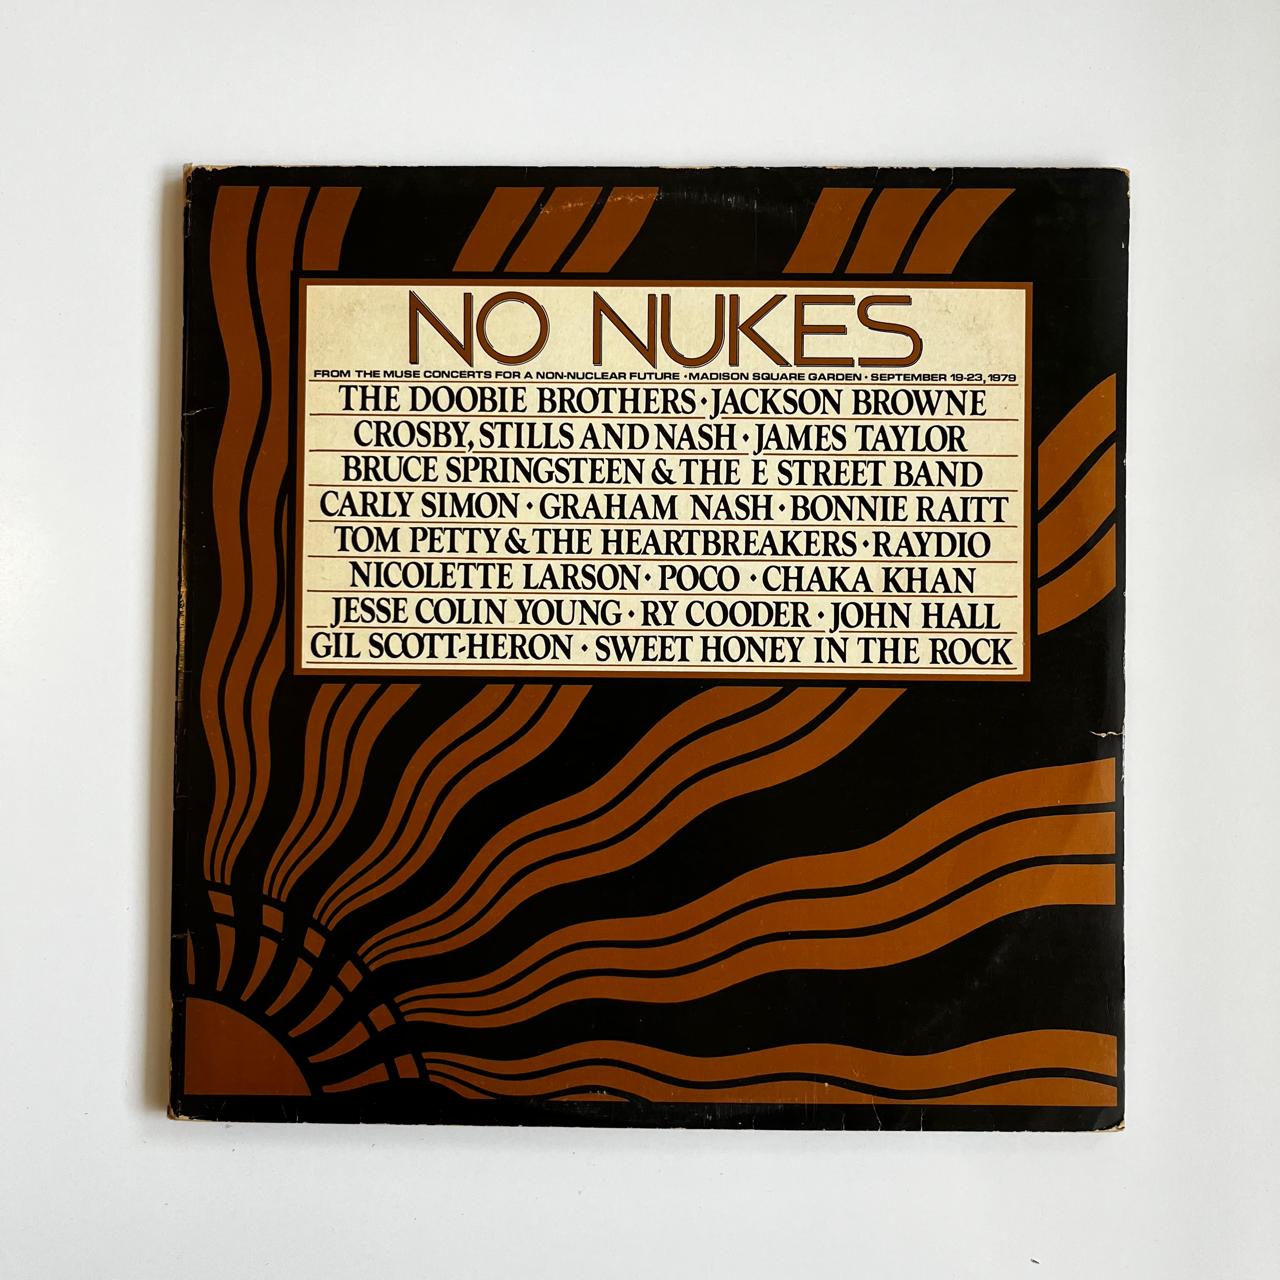 NO NUKES
FROM THE MUSE CONCERTS FOR A NON-NUCLEAR FUTURE • MADISON SQUARE GARDEN • SEPTEMBER 19-23, 1979
THE DOOBIE BROTHERS • JACKSON BROWNE
CROSBY, STILLS AND NASH • JAMES TAYLOR
BRUCE SPRINGSTEEN & THE E STREET BAND
CARLY SIMON • GRAHAM NASH • BONNIE RAITT
TOM PETTY & THE HEARTBREAKERS • RAYDIO
NICOLETTE LARSON • POCO • CHAKA KHAN
JESSE COLIN YOUNG • RY COODER • JOHN HALL
GIL SCOTT-HERON • SWEET HONEY IN THE ROCK